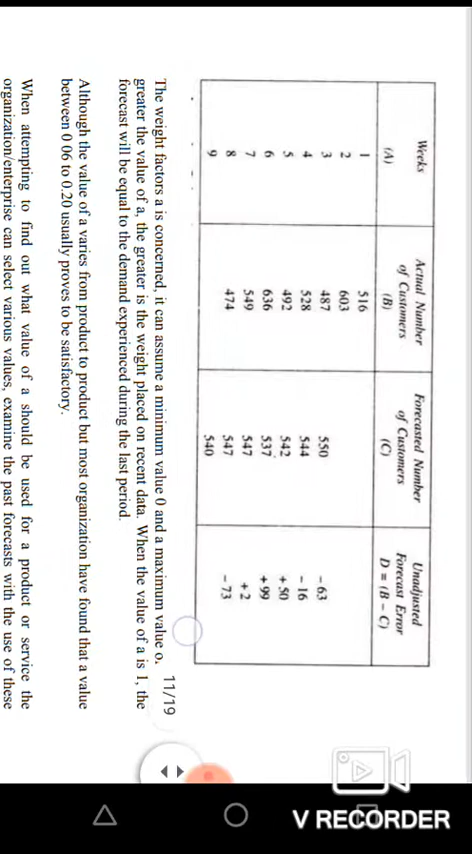 Weeks Actual Number Forecasted Number Unadjusted
of Customers of Customers Forecast Error
(A) (B) (C) D = (B – C)
1 516
2 603
3 487 550 – 63
4 528 544 – 16
5 492 542 + 50
6 636 537 + 99
7 549 547 + 2
8 474 547 – 73
9 540
The weight factors a is concerned, it can assume a minimum value 0 and a maximum value o.
greater the value of a, the greater is the weight placed on recent data. When the value of a is 1, the
forecast will be equal to the demand experienced during the last period.
Although the value of a varies from product to product but most organization have found that a value
between 0 06 to 0.20 usually proves to be satisfactory.
When attempting to find out what value of a should be used for a product or service the
organization/enterprise can select various values, examine the past forecasts with the use of these
11/19
V RECORDER